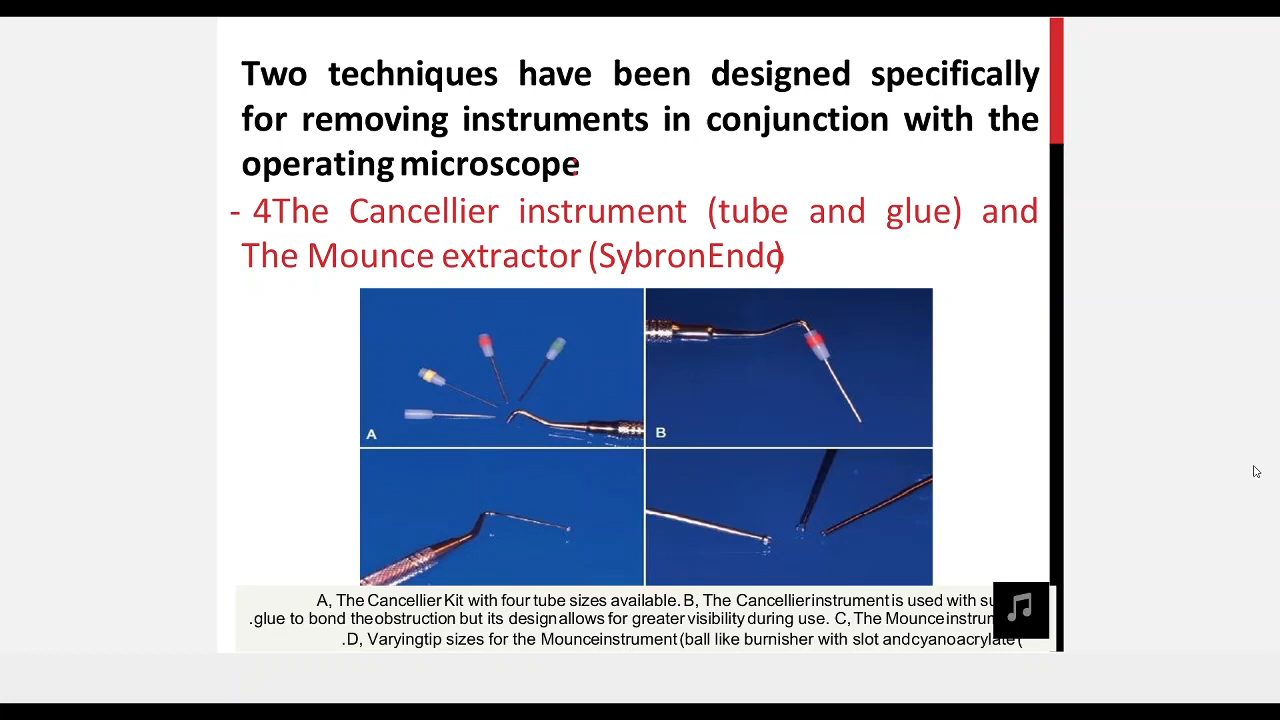 Two techniques have been designed specifically
for removing instruments in conjunction with the
operating microscope:
- 4The Cancellier instrument (tube and glue) and
The Mounce extractor (SybronEndo)
A
B
A, The Cancellier Kit with four tube sizes available. B, The Cancellier instrument is used with
.glue to bond the obstruction but its design allows for greater visibility during use. C, The Mounce
.D, Varying tip sizes for the Mounce instrument (ball like burnisher with slot and cyanoacrylate (